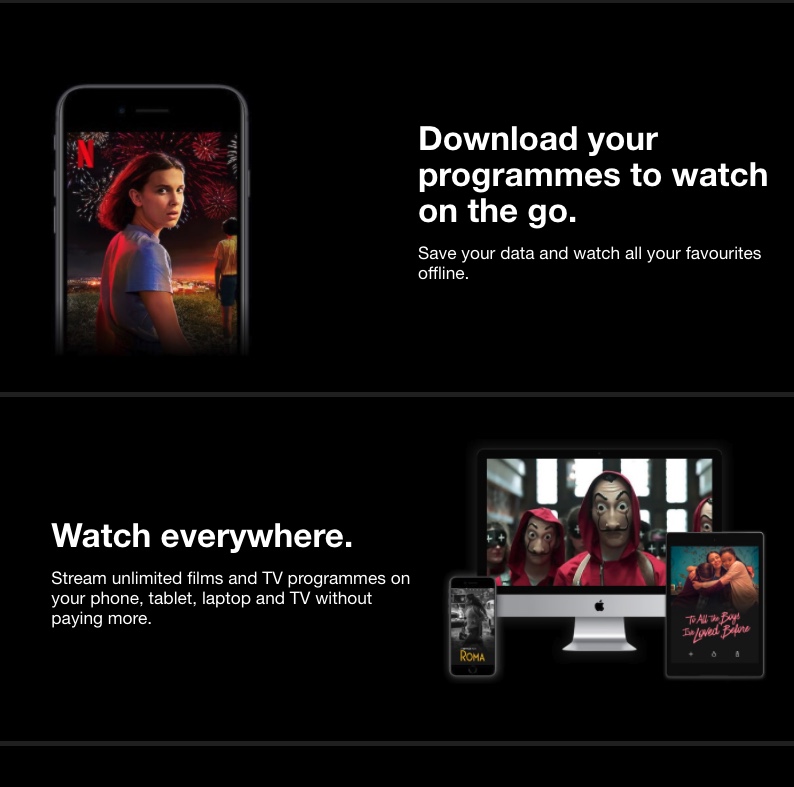 N
Download your
programmes to watch
on the go.
Save your data and watch all your favourites
offline.
Watch everywhere.
Stream unlimited films and TV programmes on
your phone, tablet, laptop and TV without
paying more.
ROMA
To All the Boys
I've Loved Before